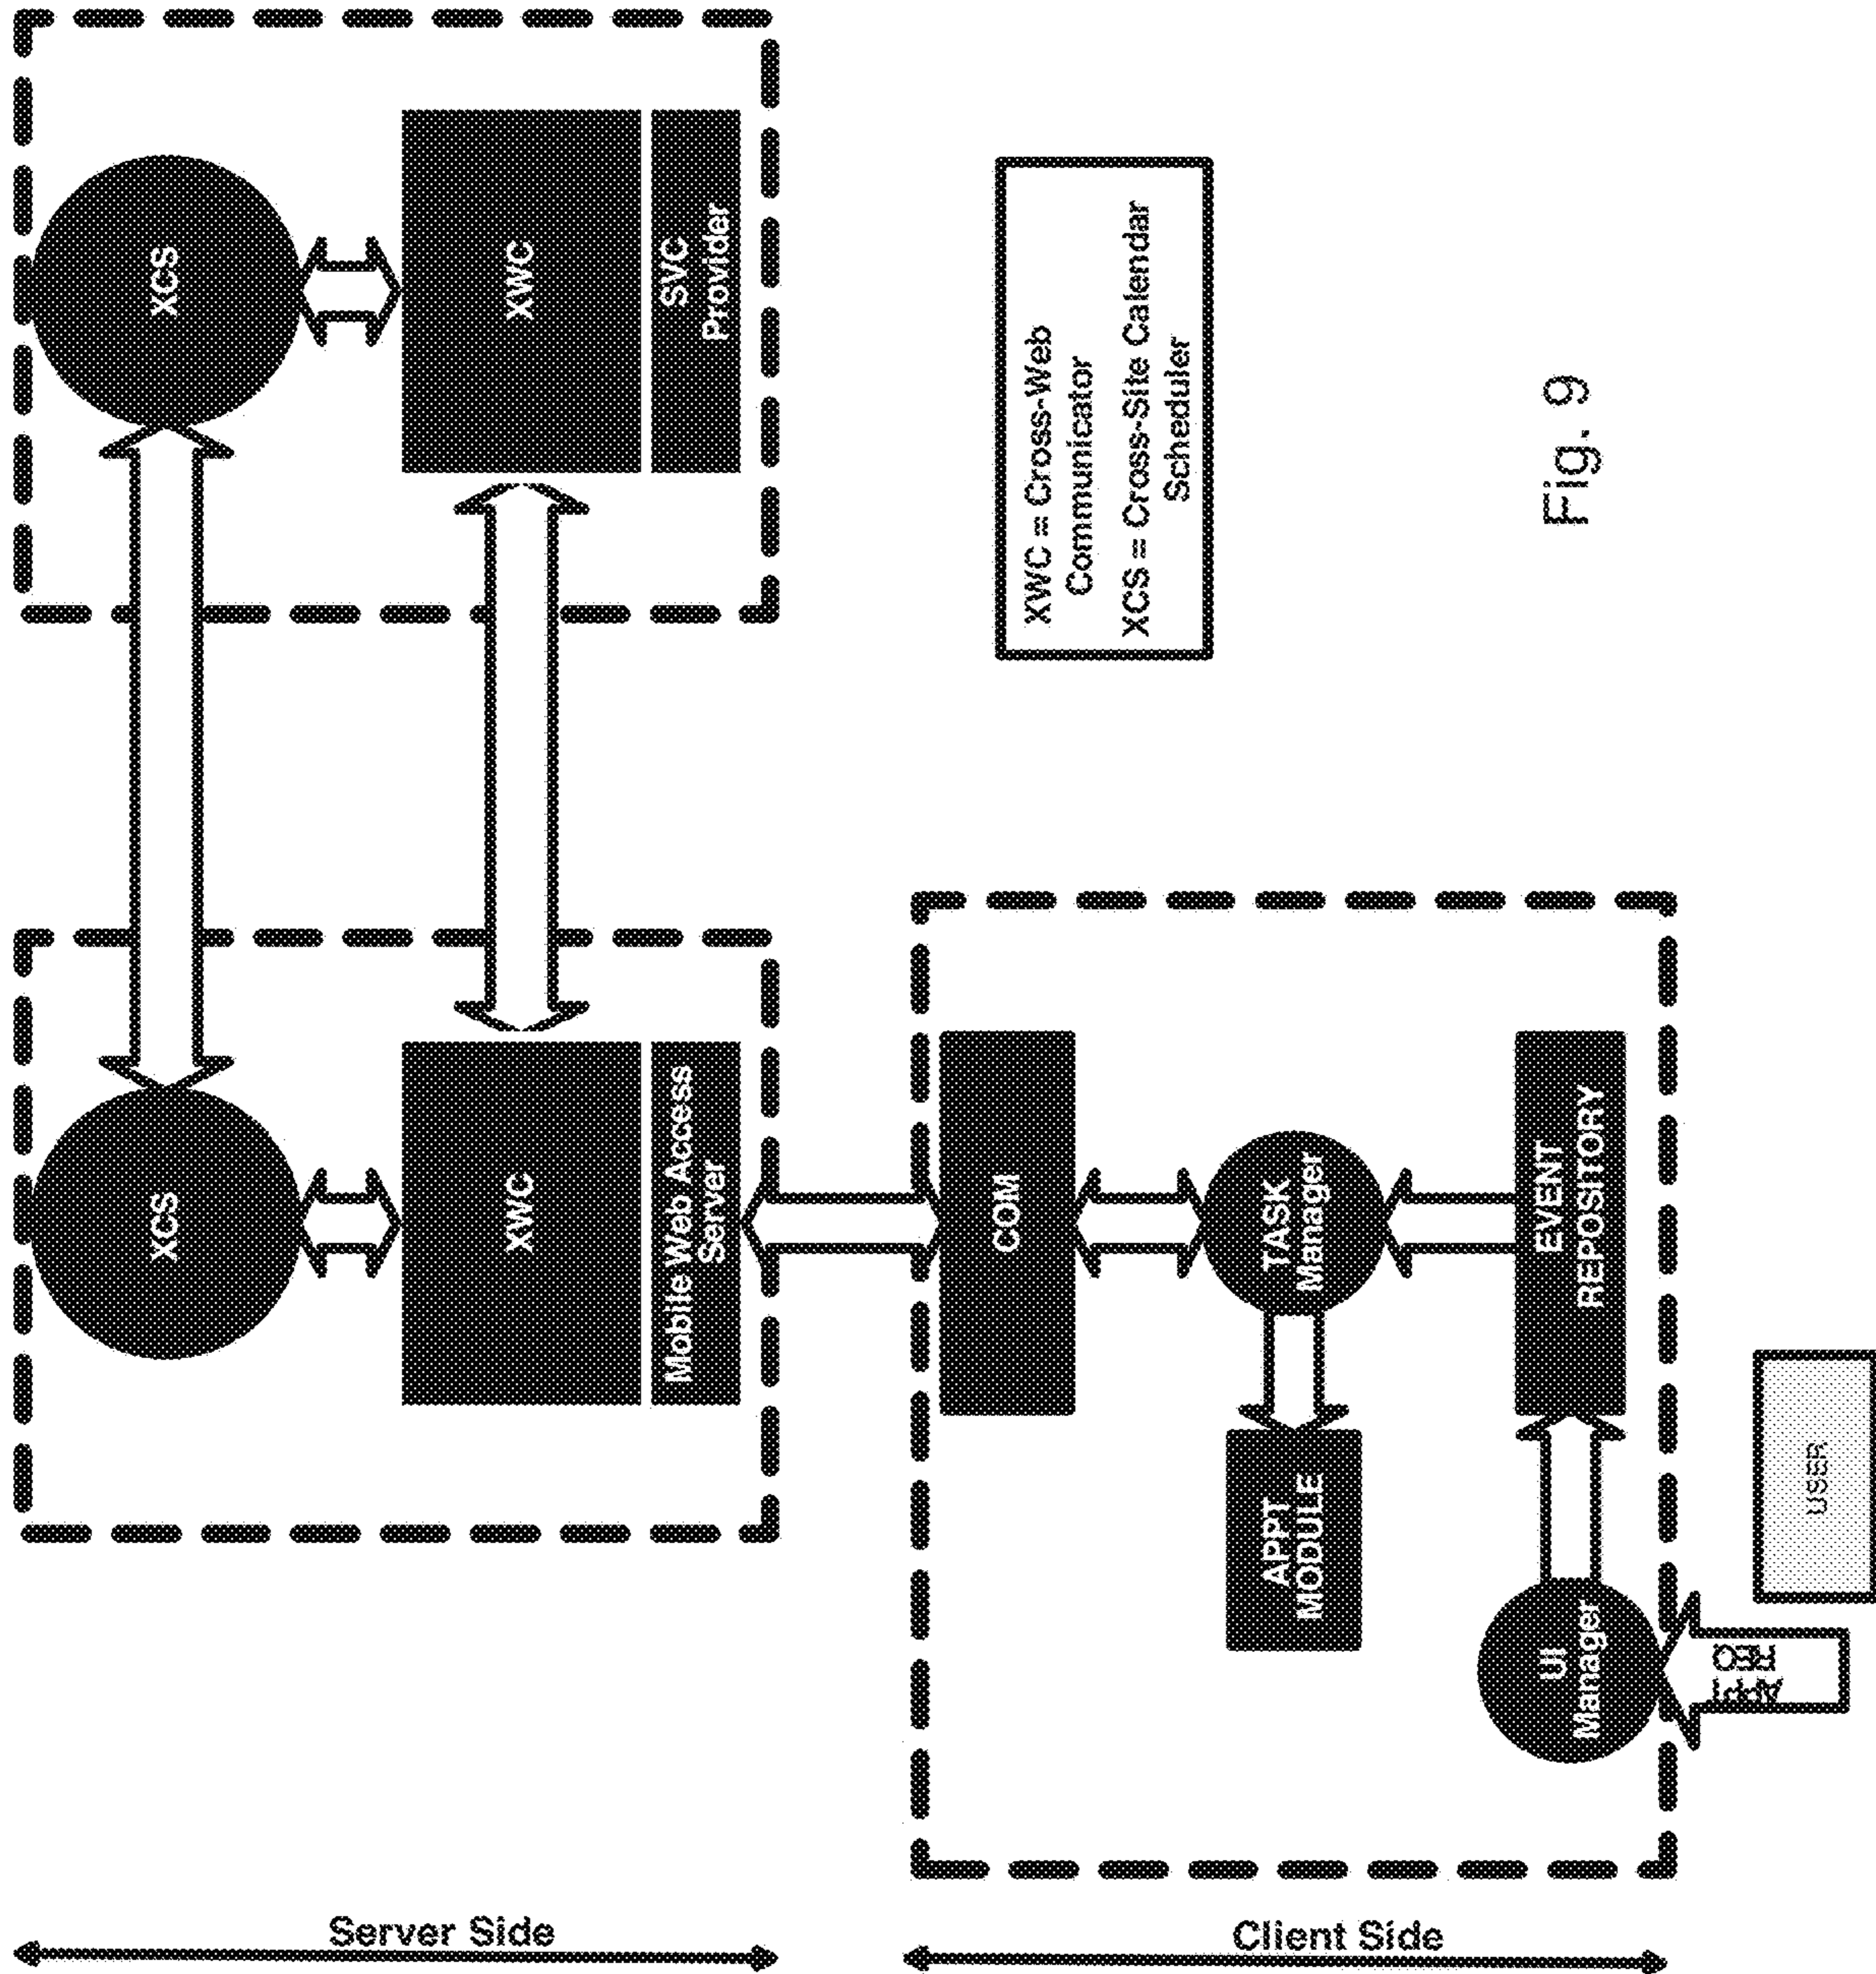 XCS
XCS
XWC
XWC
Mobile Web Access
Server
SVC
Provider
Server Side
COM
TASK
Manager
APPT
MODULE
EVENT
REPOSITORY
UI
Manager
APPT
REQ
USER
Client Side
XWC = Cross-Web
Communicator
XCS = Cross-Site Calendar
Scheduler
Fig. 9